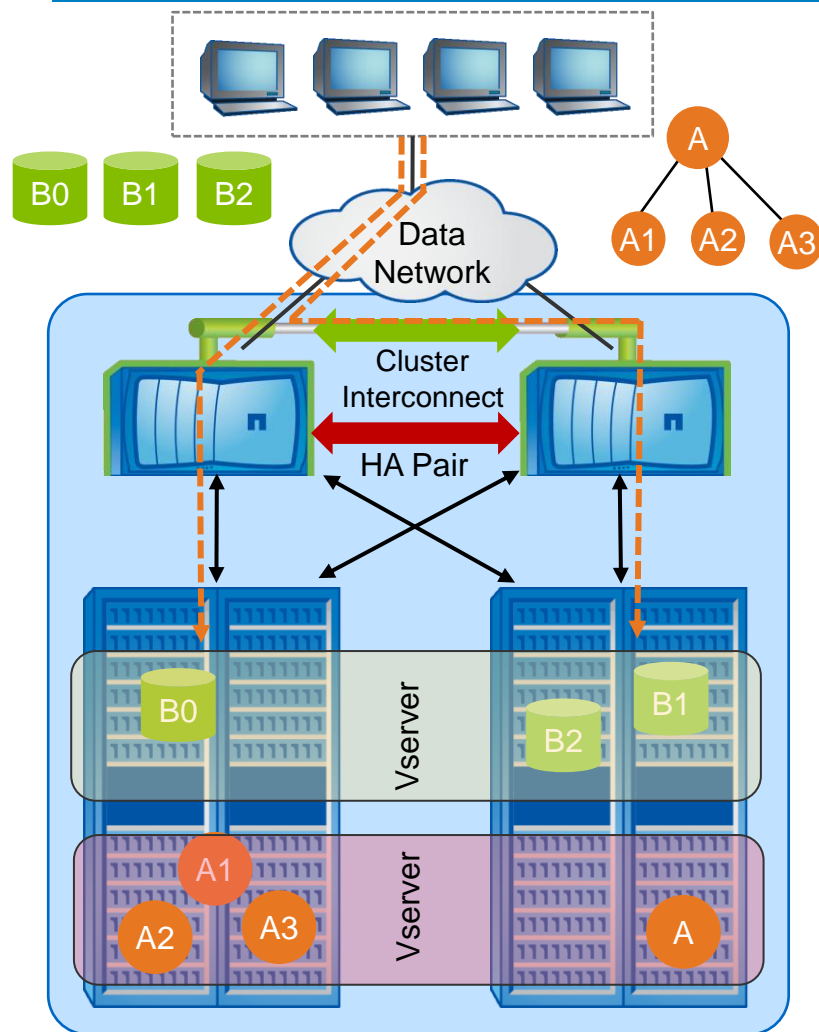 A
B0
B1
B2
A1
A2
A3
Data
Network
Cluster
Interconnect
HA Pair
Vserver
B0
B2
B1
Vserver
A1
A2
A3
A